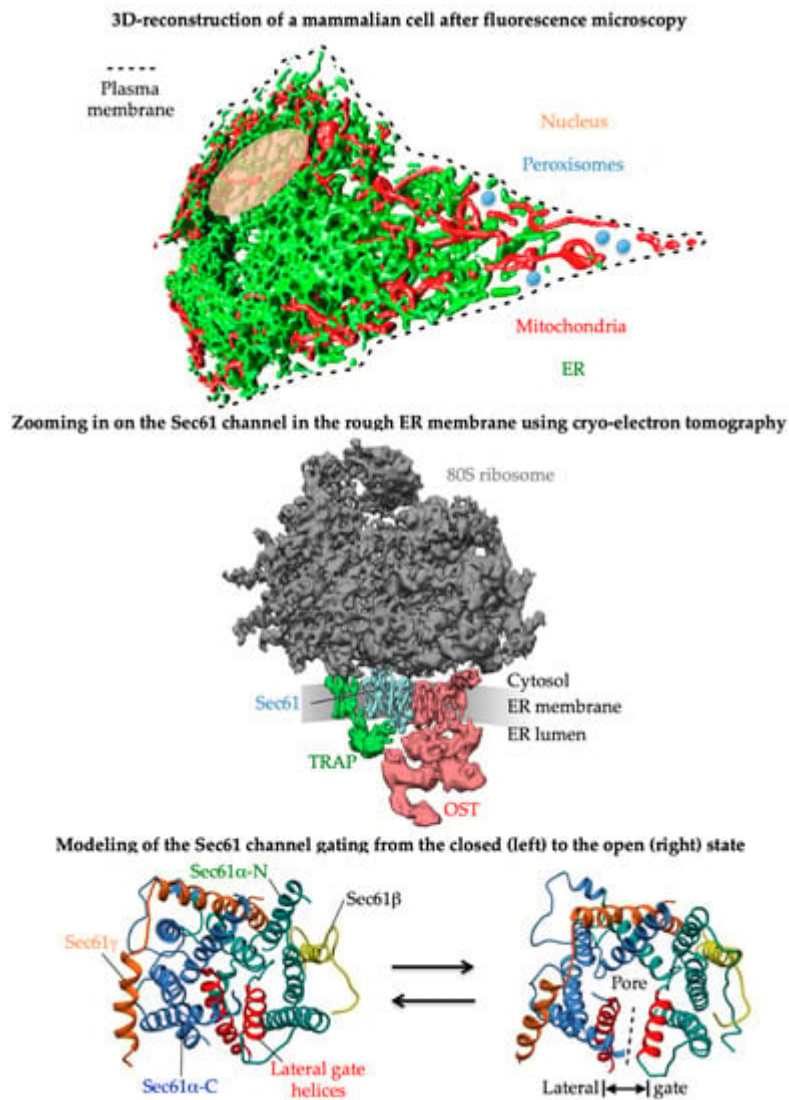 3D-reconstruction of a mammalian cell after fluorescence microscopy
Plasma
membrane
Nucleus
Peroxisomes
Mitochondria
ER
Zooming in on the Sec61 channel in the rough ER membrane using cryo-electron tomography
80S ribosome
Cytosol
Sec61
ER membrane
ER lumen
TRAP
OST
Modeling of the Sec61 channel gating from the closed (left) to the open (right) state
Sec61α-N
Sec61β
Sec61γ
Pore
Lateral gate
helices
Sec61α-C
Lateral gate